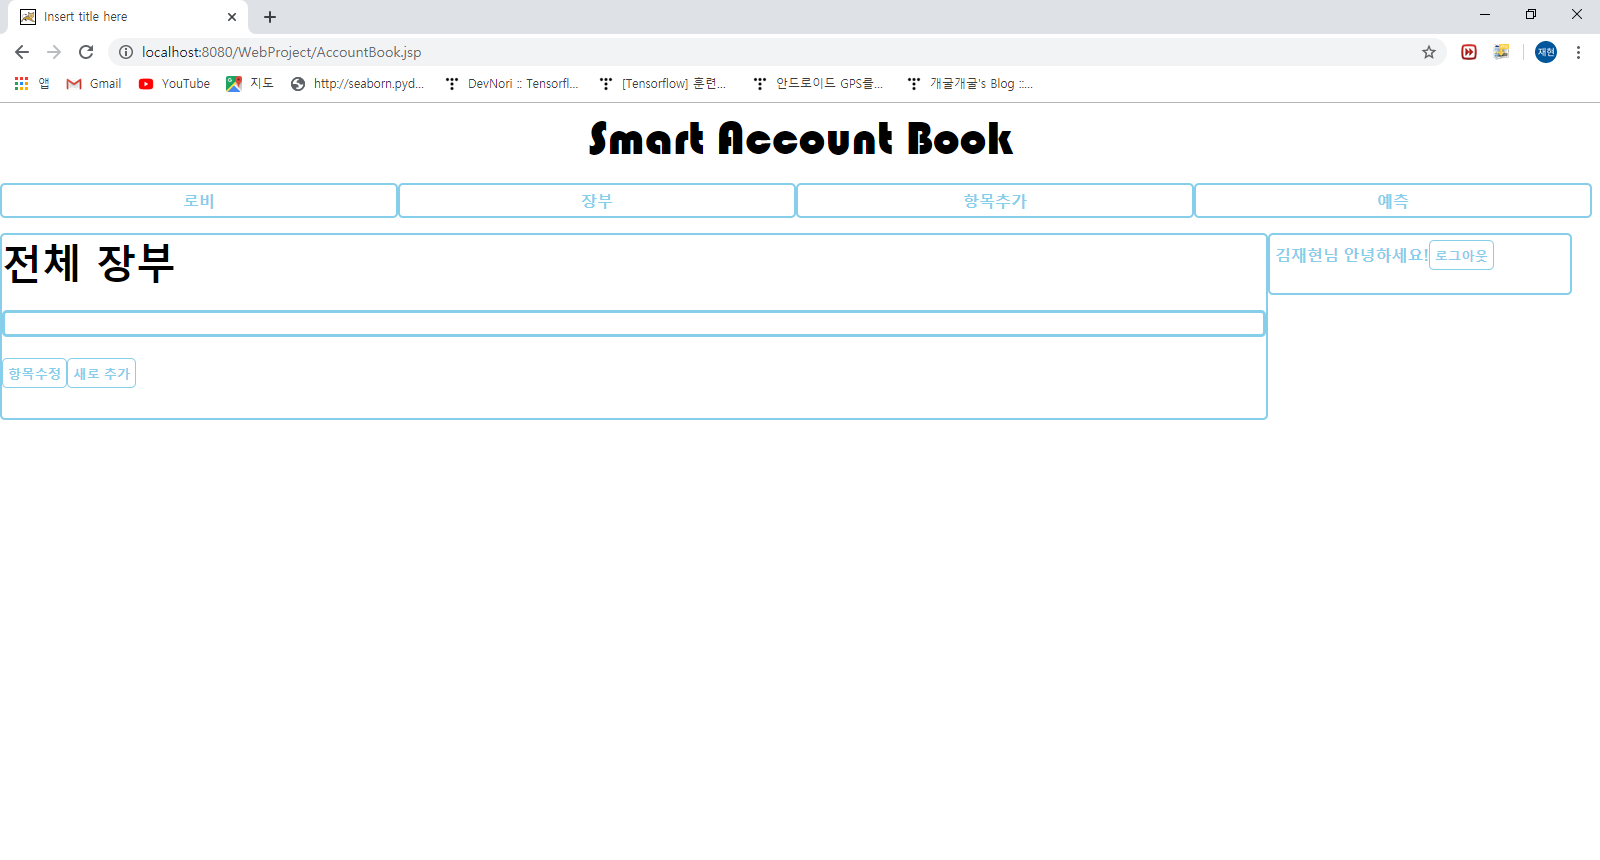 Insert title here
localhost:8080/WebProject/AccountBook.jsp
재현
앱 Gmail YouTube 지도 http://seaborn.pyd... DevNori :: Tensorfl... [Tensorflow] 훈련... 안드로이드 GPS를... 개굴개굴's Blog ::...
Smart Account Book
로비 장부 항목추가 예측
전체 장부
김재현님 안녕하세요! 로그아웃
항목수정 새로 추가